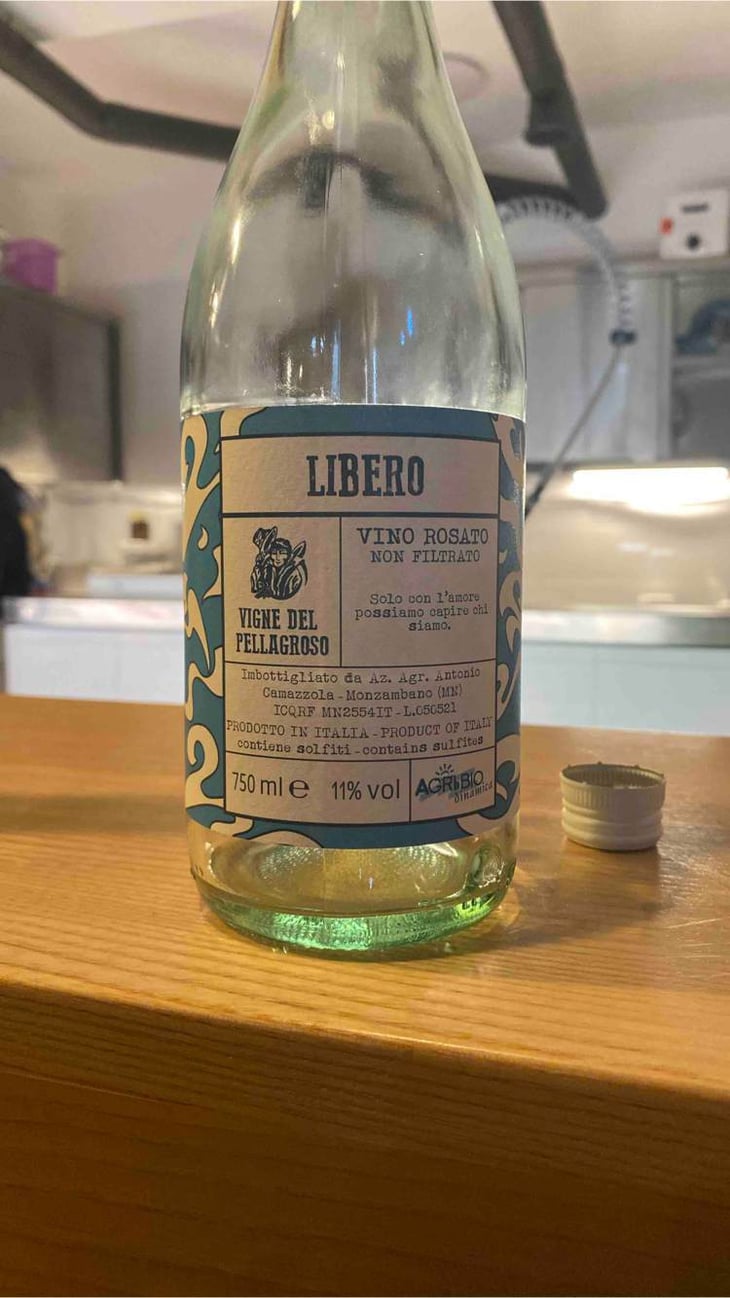 LIBERO
VIGNE DEL
PELLAGROSO
VINO ROSATO
NON FILTRATO
Solo con l'amore
possiamo capire chi
siamo.
Imbottigliato da Az. Agr. Antonio
Camazzola - Monzambano (MN)
ICQRF MN2554IT - L.050521
PRODOTTO IN ITALIA - PRODUCT OF ITALY
contiene solfiti - contains sulfites
750 ml e 11% vol
AGRIBIO
dinamica